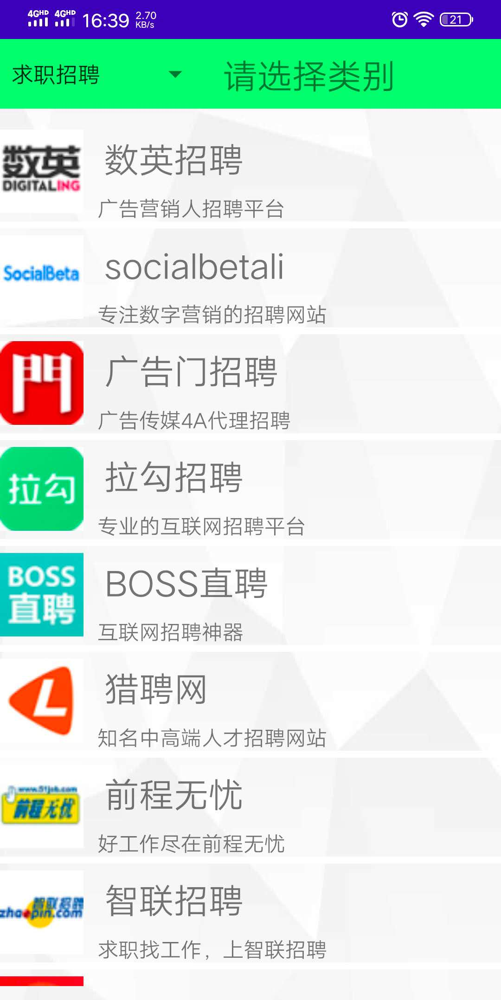 4GHD 4GHD 16:39 2.70 KB/s 21
求职招聘 请选择类别
数英 DIGITALING
数英招聘
广告营销人招聘平台
SocialBeta
socialbetali
专注数字营销的招聘网站
門
广告门招聘
广告传媒4A代理招聘
拉勾
拉勾招聘
专业的互联网招聘平台
BOSS
直聘
BOSS直聘
互联网招聘神器
L
猎聘网
知名中高端人才招聘网站
www.51job.com
前程无忧
前程无忧
好工作尽在前程无忧
智联招聘
zhaopin.com
智联招聘
求职找工作，上智联招聘